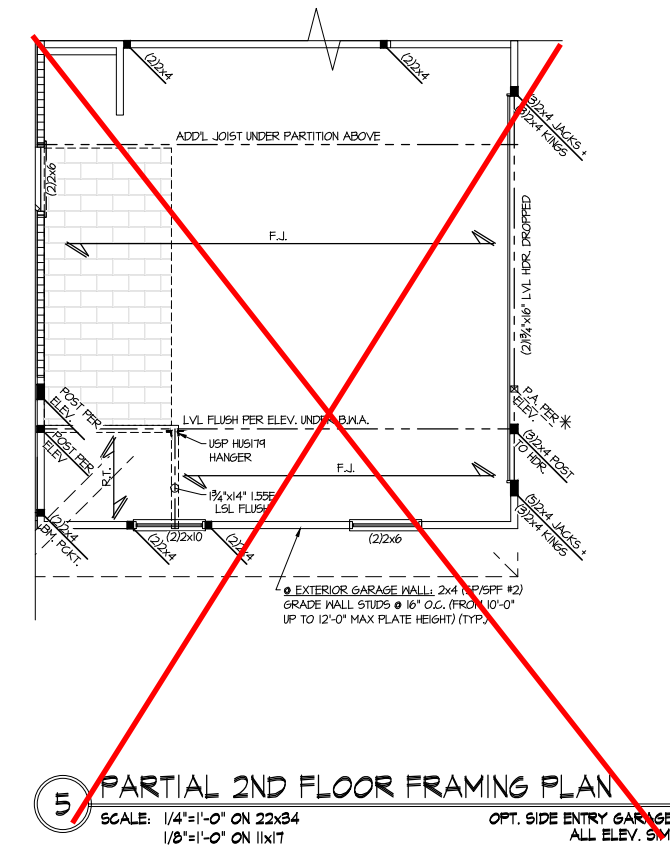 (2)2x4
(2)2x4
(3)2x4 JACKS +
(3)2x4 KINGS
ADD'L JOIST UNDER PARTITION ABOVE
(2)2x6
F.J.
(2)1¾"x16" LVL HDR. DROPPED
POST PER
ELEV.
P.A. PER
ELEV.
LVL FLUSH PER ELEV. UNDER B.W.A.
POST PER
ELEV
USP HUS179
HANGER
(3)2x4 POST
TO HDR.
R.T.
F.J.
1¾"x14" 1.55E
LSL FLUSH
(5)2x4 JACKS +
(3)2x4 KINGS
(2)2x4
BM. PCKT.
(2)2x4
(2)2x10
(2)2x4
(2)2x6
@ EXTERIOR GARAGE WALL: 2x4 (SP/SPF #2)
GRADE WALL STUDS @ 16" O.C. (FROM 10'-0"
UP TO 12'-0" MAX PLATE HEIGHT) (TYP.)
5
PARTIAL 2ND FLOOR FRAMING PLAN
SCALE: 1/4"=1'-0" ON 22x34
1/8"=1'-0" ON 11x17
OPT. SIDE ENTRY GARAGE
ALL ELEV. SIM